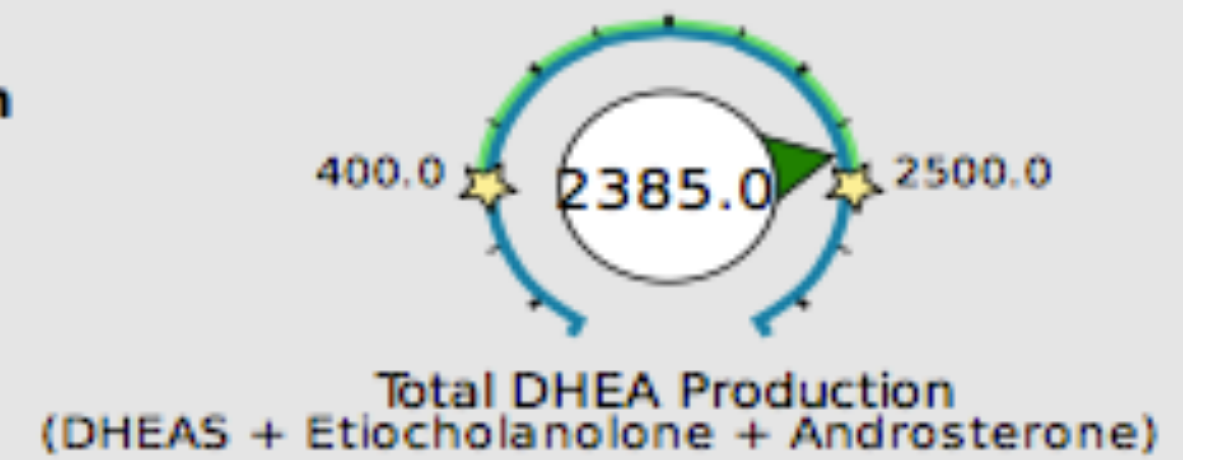 400.0
2385.0
2500.0
Total DHEA Production
(DHEAS + Etiocholanolone + Androsterone)